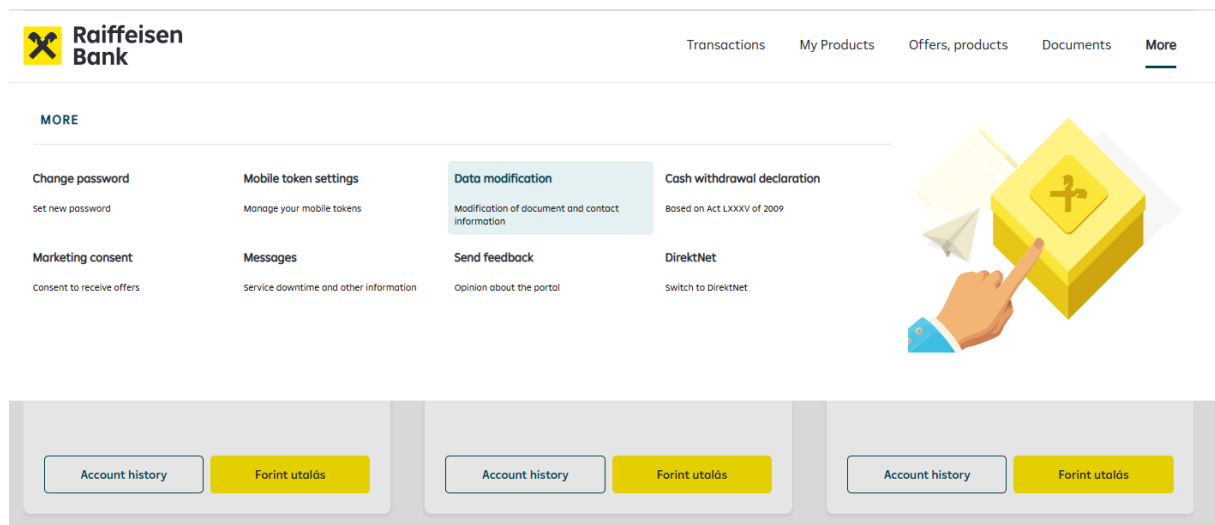 Raiffeisen
Bank
Transactions
My Products
Offers, products
Documents
More
MORE
Change password
Set new password
Mobile token settings
Manage your mobile tokens
Data modification
Modification of document and contact
information
Cash withdrawal declaration
Based on Act LXXXV of 2009
Marketing consent
Consent to receive offers
Messages
Service downtime and other information
Send feedback
Opinion about the portal
DirektNet
Switch to DirektNet
Account history
Forint utalás
Account history
Forint utalás
Account history
Forint utalás